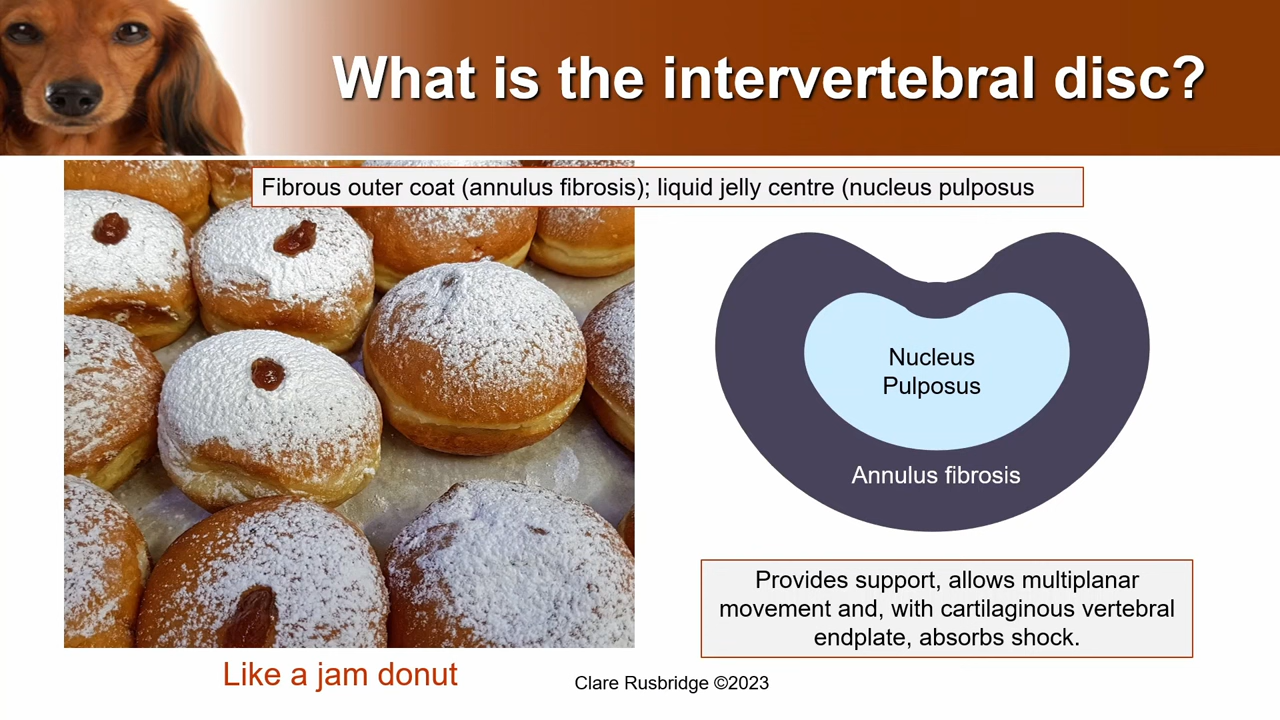 What is the intervertebral disc?
Fibrous outer coat (annulus fibrosis); liquid jelly centre (nucleus pulposus
Nucleus
Pulposus
Annulus fibrosis
Provides support, allows multiplanar
movement and, with cartilaginous vertebral
endplate, absorbs shock.
Like a jam donut
Clare Rusbridge ©2023